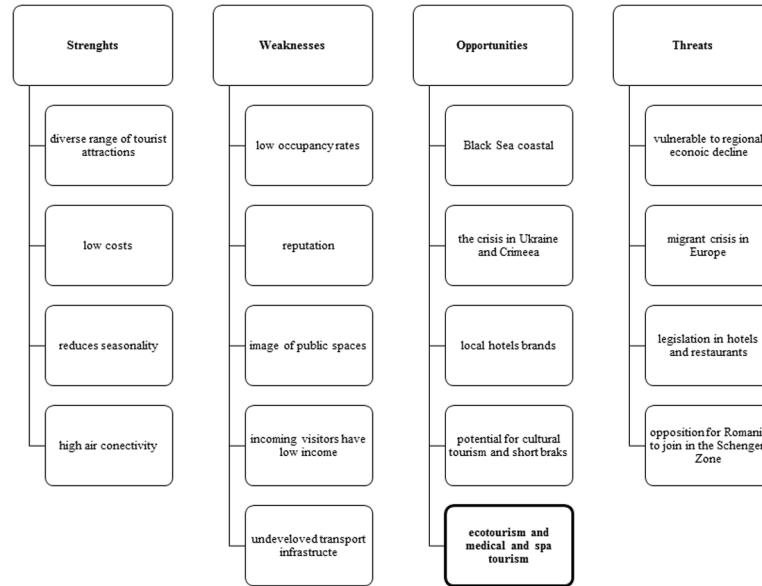 Strenghts
diverse range of tourist
attractions
low costs
reduces seasonality
high air conectivity
Weaknesses
low occupancy rates
reputation
image of public spaces
incoming visitors have
low income
undeveloved transport
infrastructe
Opportunities
Black Sea coastal
the crisis in Ukraine
and Crimeea
local hotels brands
potential for cultural
tourism and short braks
ecotourism and
medical and spa
tourism
Threats
vulnerable to regional
econoic decline
migrant crisis in
Europe
legislation in hotels
and restaurants
opposition for Romani
to join in the Schengen
Zone